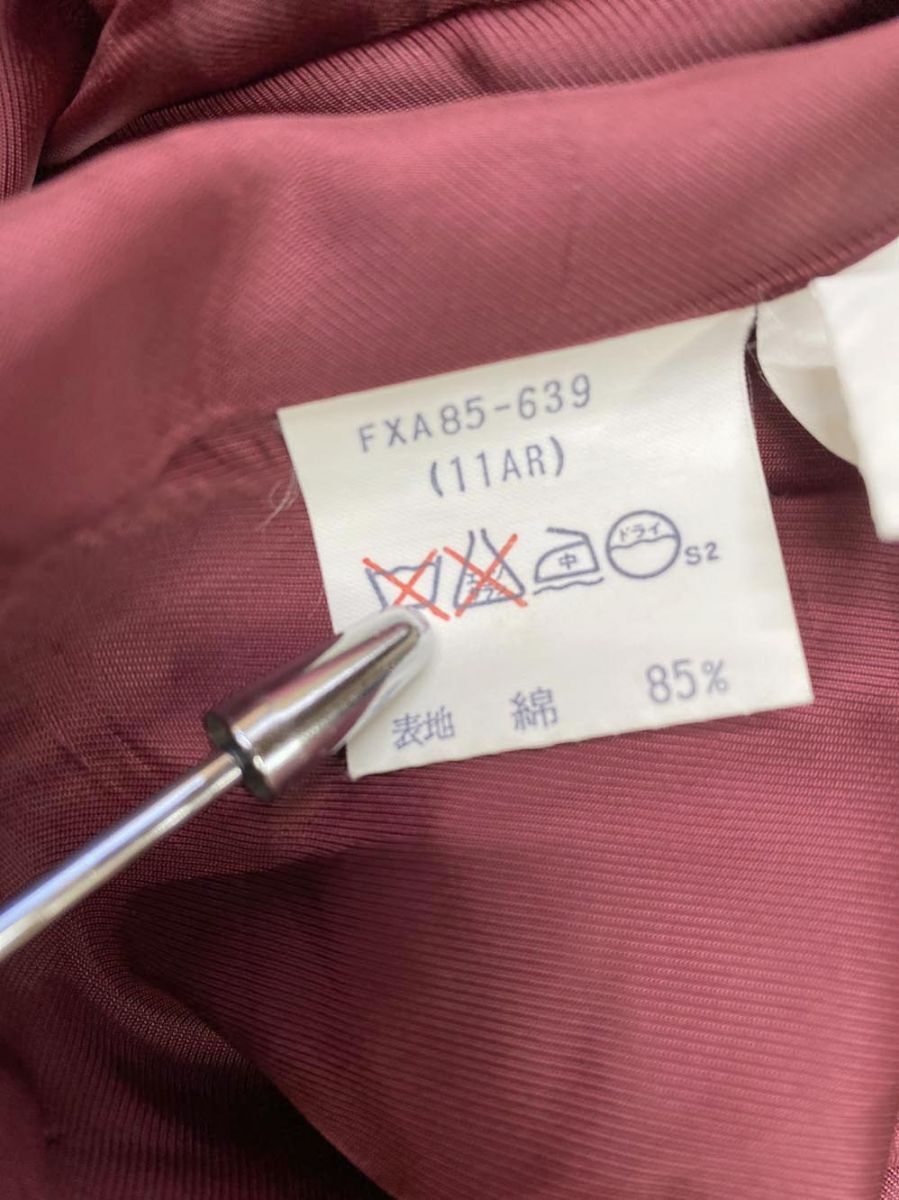 FXA85-639
(11AR)
中 ドライ S2
表地 綿 85%